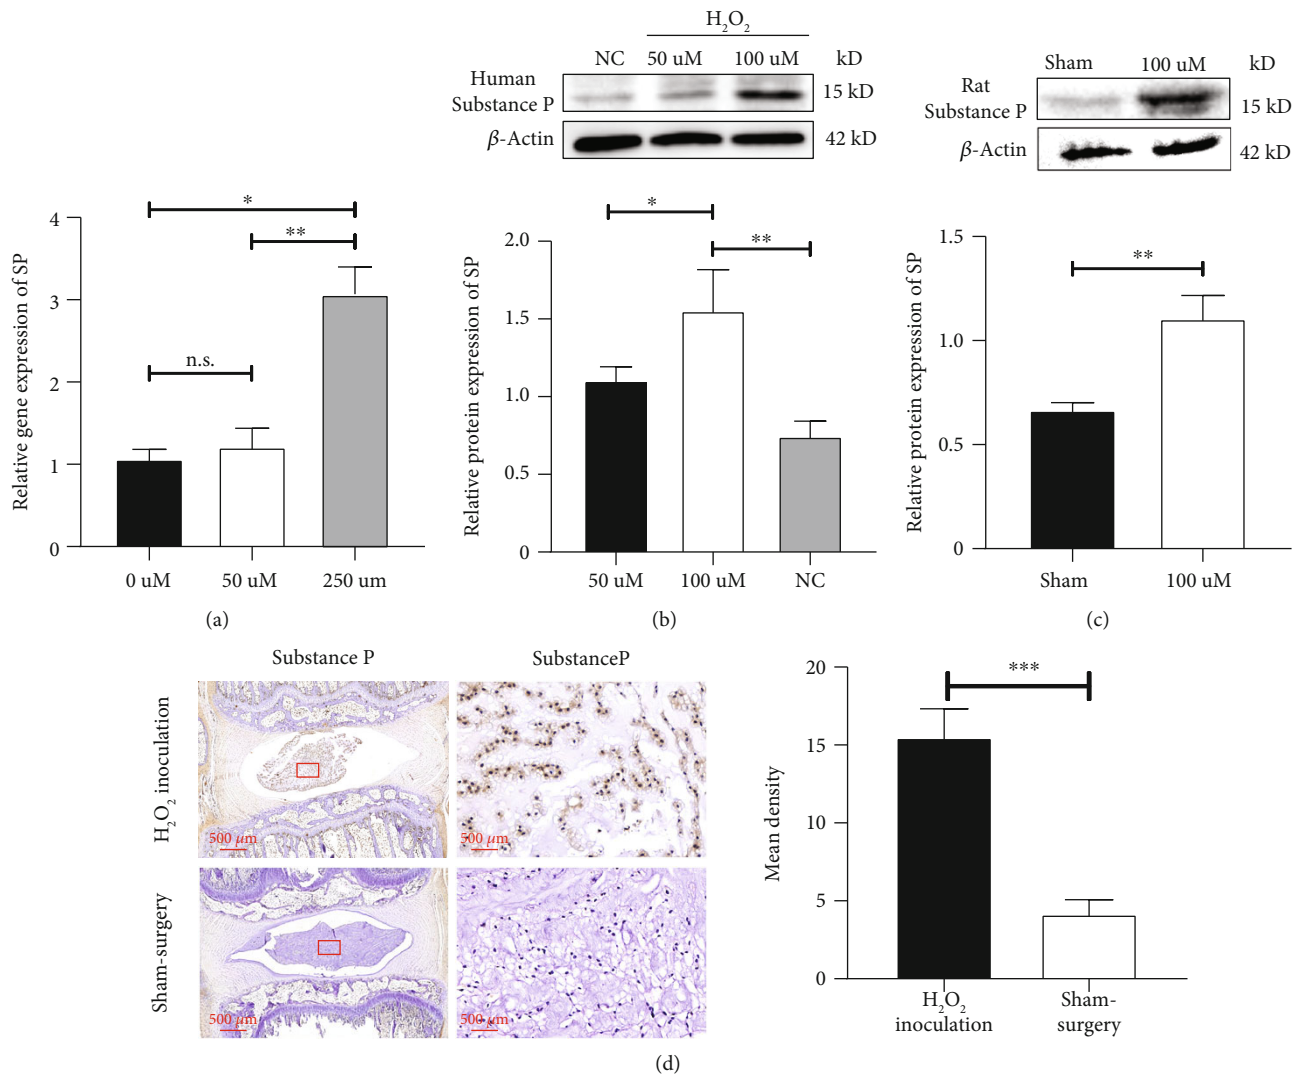 H₂O₂
NC 50 uM 100 uM kD
Human
Substance P
15 kD
β-Actin
42 kD
Sham 100 uM kD
Rat
Substance P
15 kD
β-Actin
42 kD
Relative gene expression of SP
4
3
2
1
0
*
**
n.s.
0 uM 50 uM 250 um
(a)
Relative protein expression of SP
2.0
1.5
1.0
0.5
0
*
**
50 uM 100 uM NC
(b)
Relative protein expression of SP
1.5
1.0
0.5
0
**
Sham 100 uM
(c)
Substance P SubstanceP
H₂O₂ inoculation
500 μm 500 μm
Sham-surgery
500 μm 500 μm
Mean density
20
15
10
5
0
***
H₂O₂
inoculation
Sham-
surgery
(d)